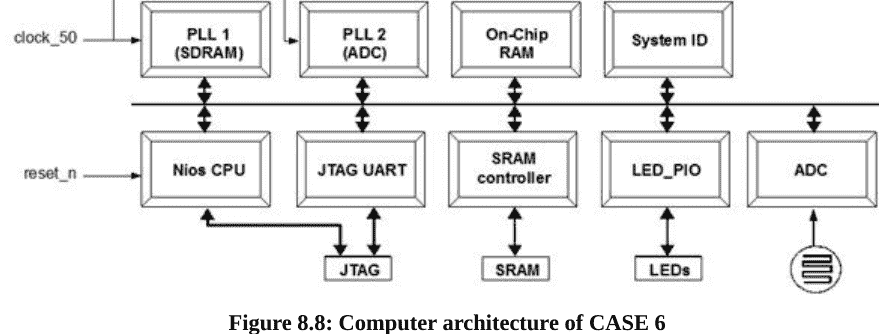 clock_50
PLL 1
(SDRAM)
PLL 2
(ADC)
On-Chip
RAM
System ID
reset_n
Nios CPU
JTAG UART
SRAM
controller
LED_PIO
ADC
JTAG
SRAM
LEDs
Figure 8.8: Computer architecture of CASE 6